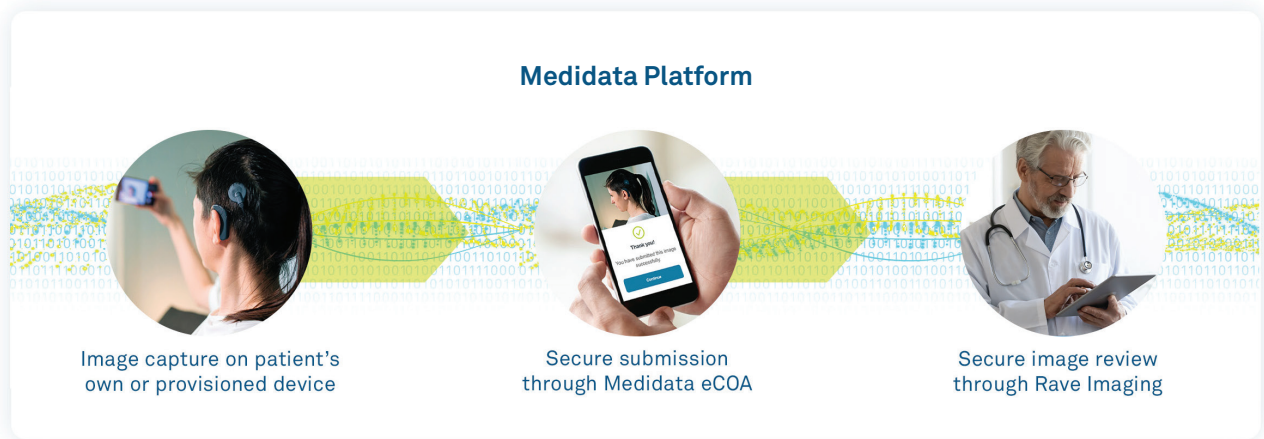 Medidata Platform
Thank you!
You have submitted this image
successfully
Continue
Image capture on patient's
own or provisioned device
Secure submission
through Medidata eCOA
Secure image review
through Rave Imaging